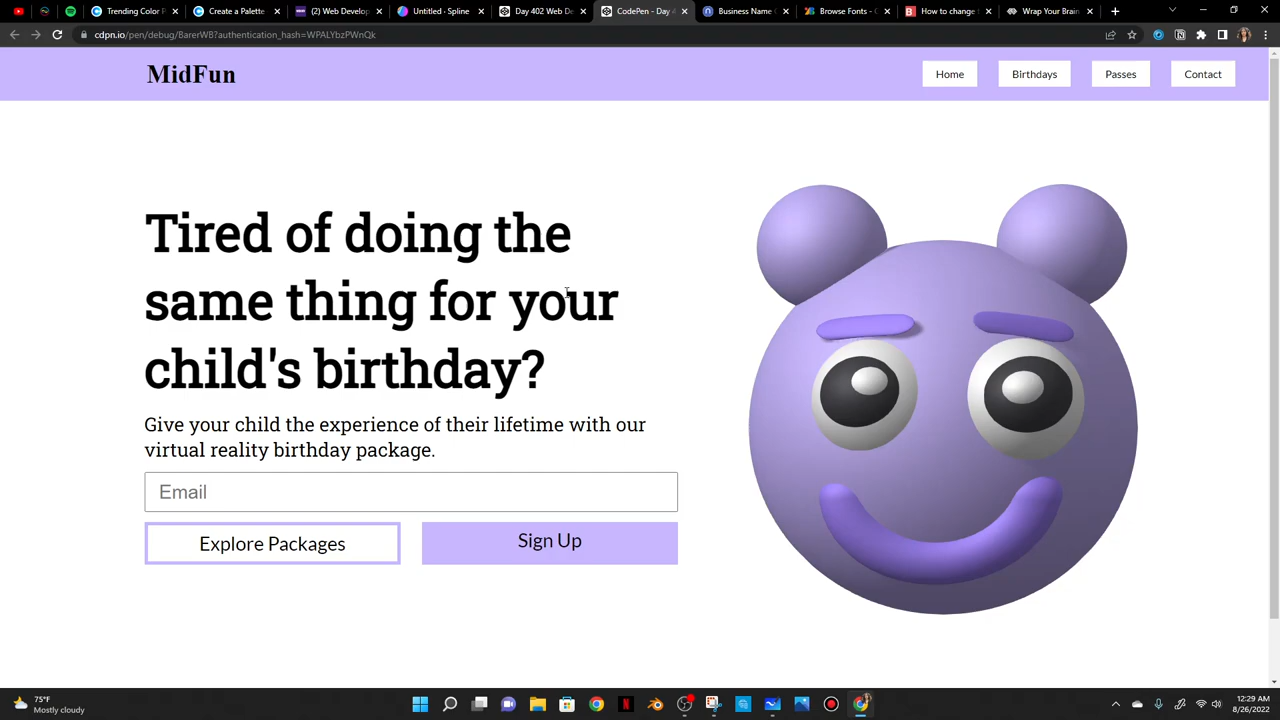 Trending Color P
Create a Palette
(2) Web Develop
Untitled · Spline
Day 402 Web De
CodePen - Day 4
Business Name G
Browse Fonts - G
How to change t
Wrap Your Brain
cdpn.io/pen/debug/BarerWB?authentication_hash=WPALYbzPWnQk
MidFun
Home
Birthdays
Passes
Contact
Tired of doing the
same thing for your
child's birthday?
Give your child the experience of their lifetime with our
virtual reality birthday package.
Email
Explore Packages
Sign Up
75°F
Mostly cloudy
12:29 AM
8/26/2022